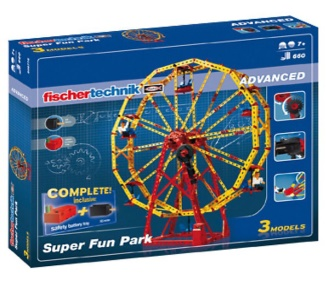 fischertechnik
ADVANCED
7+
660
COMPLETE!
inclusive
+
Super Fun Park
3 MODELS